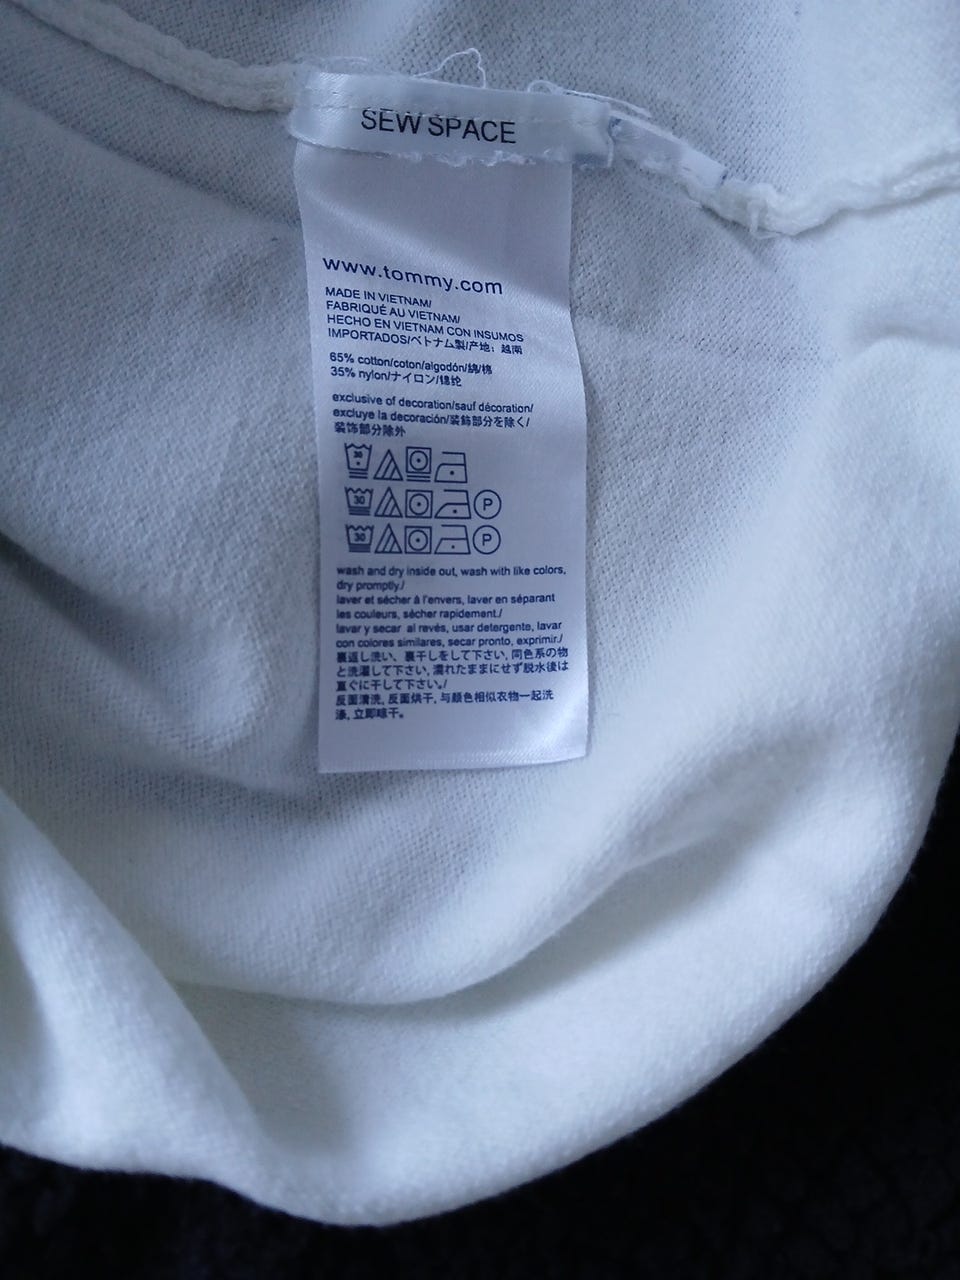 SEW SPACE
www.tommy.com
MADE IN VIETNAM/
FABRIQUÉ AU VIETNAM/
HECHO EN VIETNAM CON INSUMOS
IMPORTADOS/ベトナム製/产地：越南
65% cotton/coton/algodón/綿/棉
35% nylon/ナイロン/锦纶
exclusive of decoration/sauf décoration/
excluye la decoración/装飾部分を除く/
装饰部分除外
30
30 P
30 P
wash and dry inside out, wash with like colors,
dry promptly./
laver et sécher à l'envers, laver en séparant
les couleurs, sécher rapidement./
lavar y secar al revés, usar detergente, lavar
con colores similares, secar pronto, exprimir./
裏返し洗い、裏干しをして下さい, 同色系の物
と洗濯して下さい, 濡れたままにせず脱水後は
直ぐに干して下さい。/
反面清洗, 反面烘干, 与颜色相似衣物一起洗
涤, 立即晾干。